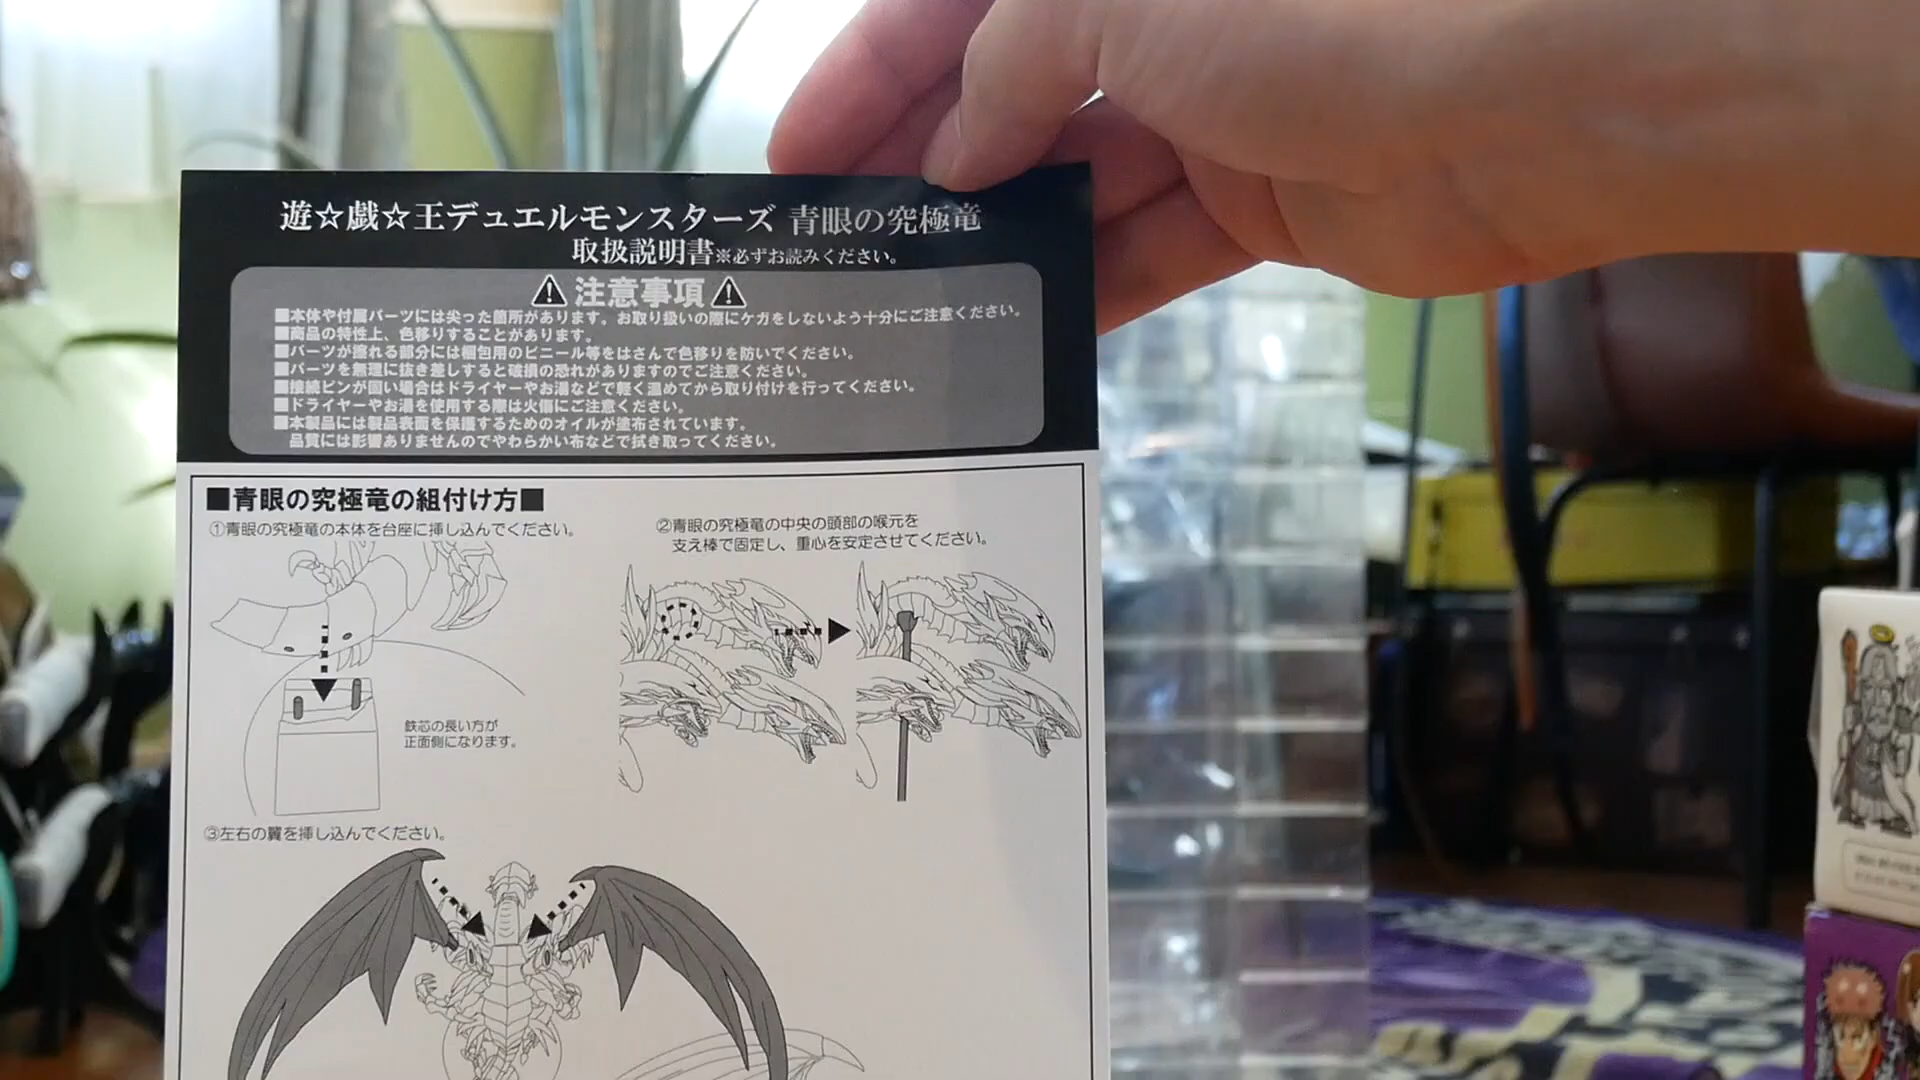 遊☆戯☆王デュエルモンスターズ 青眼の究極竜
取扱説明書※必ずお読みください。
注意事項
■本体や付属パーツには尖った箇所があります。お取り扱いの際にケガをしないよう十分にご注意ください。
■商品の特性上、色移りすることがあります。
■パーツが擦れる部分には梱包用のビニール等をはさんで色移りを防いでください。
■パーツを無理に抜き差しすると破損の恐れがありますのでご注意ください。
■接続ピンが固い場合はドライヤーやお湯などで軽く温めてから取り付けを行ってください。
■ドライヤーやお湯を使用する際は火傷にご注意ください。
■本製品には製品表面を保護するためのオイルが塗布されています。
品質には影響ありませんのでやわらかい布などで拭き取ってください。
■青眼の究極竜の組付け方■
①青眼の究極竜の本体を台座に挿し込んでください。
鉄芯の長い方が
正面側になります。
②青眼の究極竜の中央の頭部の喉元を
支え棒で固定し、重心を安定させてください。
③左右の翼を挿し込んでください。